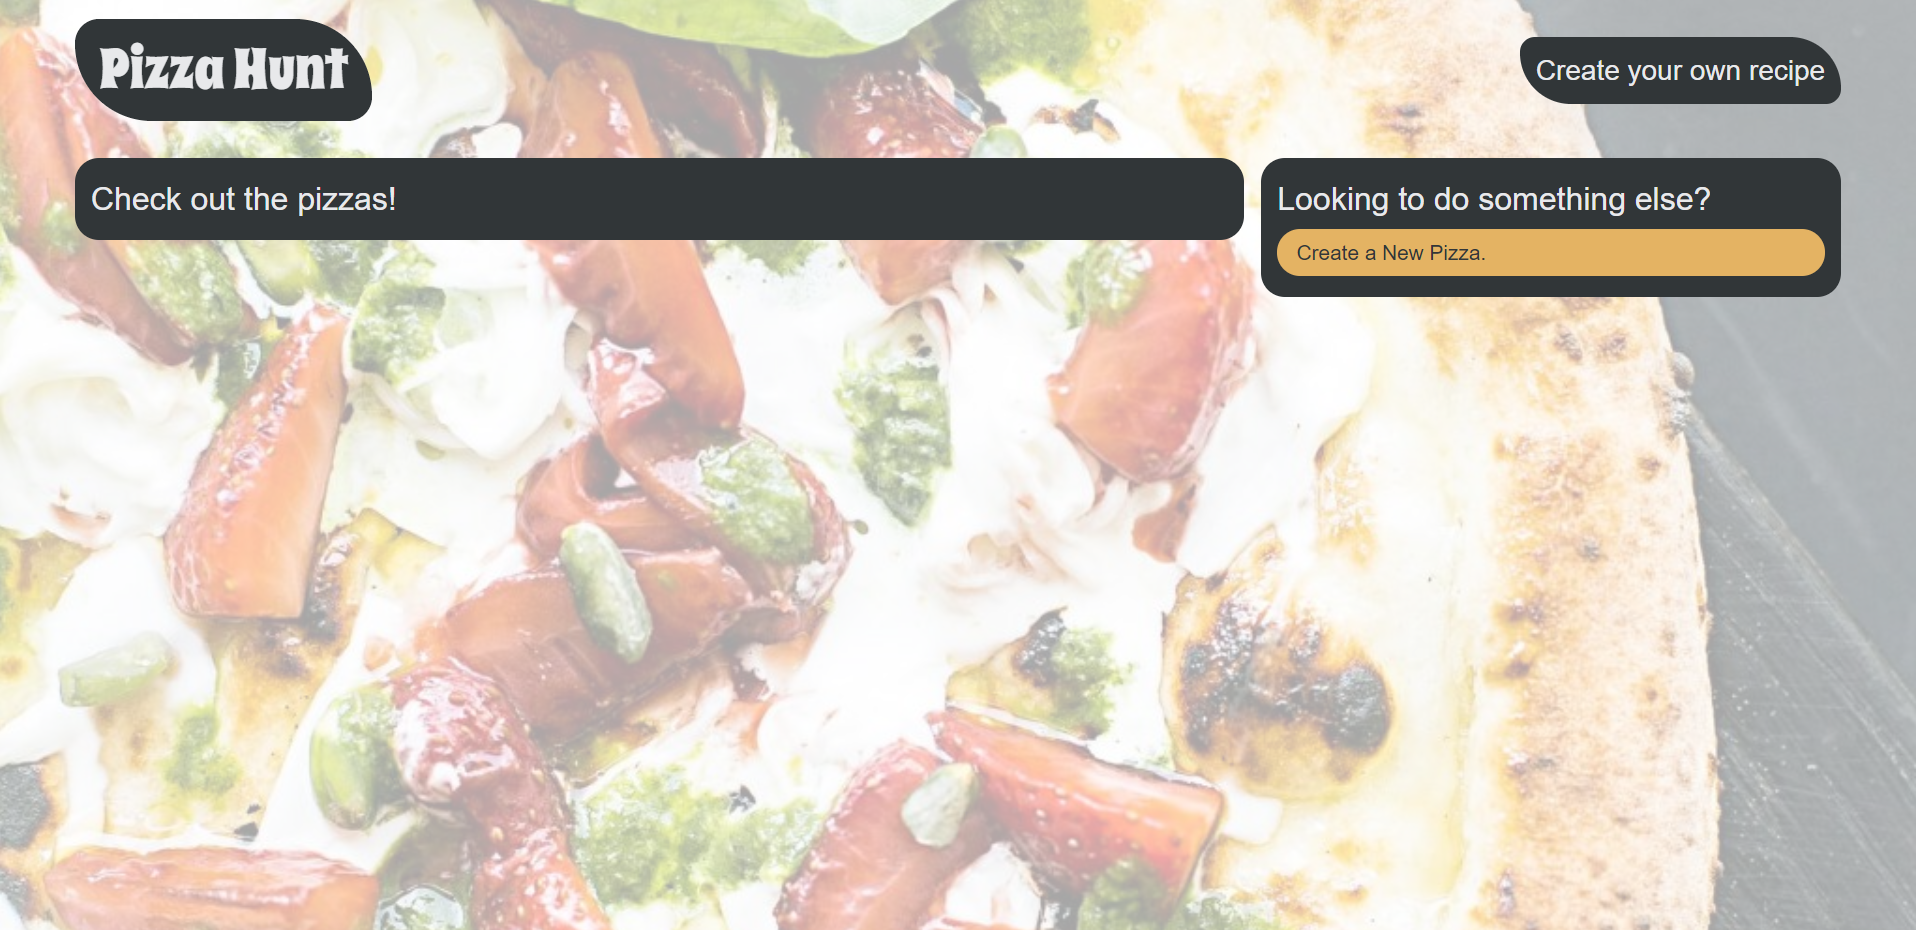 Pizza Hunt
Create your own recipe
Check out the pizzas!
Looking to do something else?
Create a New Pizza.